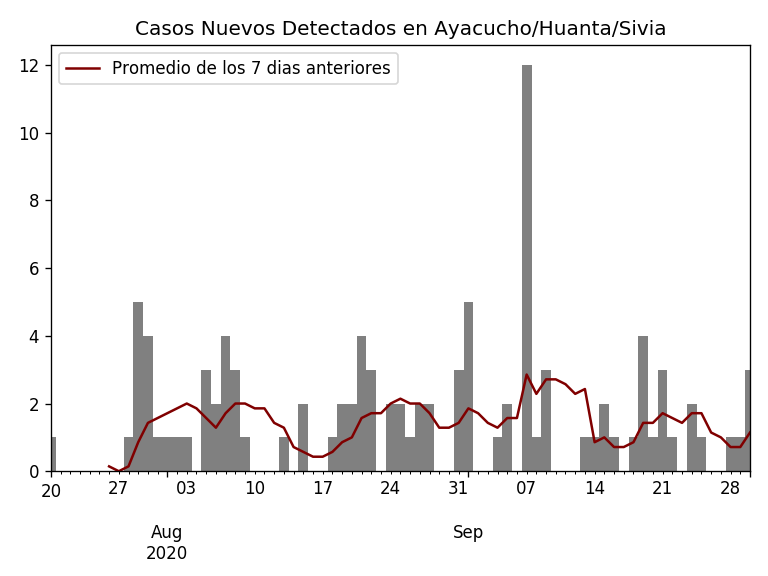 Casos Nuevos Detectados en Ayacucho/Huanta/Sivia
Promedio de los 7 dias anteriores
12
10
8
6
4
2
0
20 27 03 10 17 24 31 07 14 21 28
Aug Sep
2020